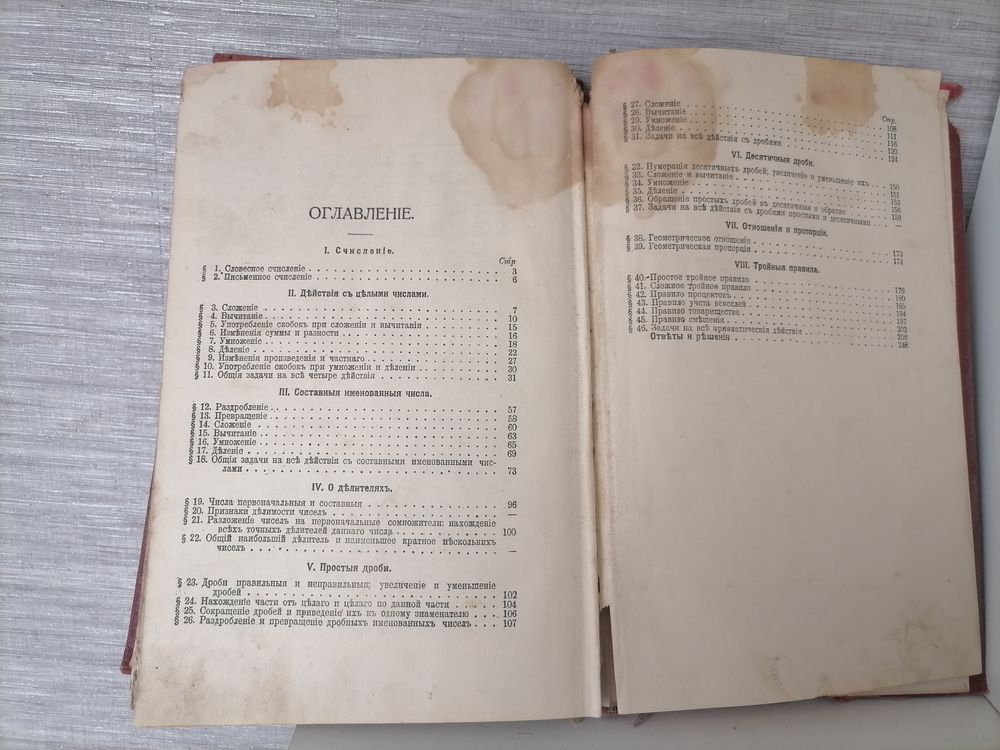 ОГЛАВЛЕНІЕ.
I. Счисленіе.
Стр
§ 1. Словесное счисленіе . . . 3
§ 2. Письменное счисленіе . . . 6
II. Дѣйствія съ цѣлыми числами.
§ 3. Сложеніе . . . 7
§ 4. Вычитаніе . . . 10
§ 5. Употребленіе скобокъ при сложеніи и вычитаніи . . . 15
§ 6. Измѣненія суммы и разности . . . 16
§ 7. Умноженіе . . . 18
§ 8. Дѣленіе . . . 22
§ 9. Измѣненія произведенія и частнаго . . . 27
§ 10. Употребленіе скобокъ при умноженіи и дѣленіи . . . 30
§ 11. Общія задачи на всѣ четыре дѣйствія . . . 31
III. Составныя именованныя числа.
§ 12. Раздробленіе . . . 57
§ 13. Превращеніе . . . 58
§ 14. Сложеніе . . . 60
§ 15. Вычитаніе . . . 63
§ 16. Умноженіе . . . 65
§ 17. Дѣленіе . . . 69
§ 18. Общія задачи на всѣ дѣйствія съ составными именованными чис-
лами . . . 73
IV. О дѣлителяхъ.
§ 19. Числа первоначальныя и составныя . . . 96
§ 20. Признаки дѣлимости чиселъ . . . —
§ 21. Разложеніе чиселъ на первоначальные сомножители: нахожденіе
всѣхъ точныхъ дѣлителей даннаго числа . . . 100
§ 22. Общій наибольшій дѣлитель и наименьшее кратное нѣсколькихъ
чиселъ . . . —
V. Простыя дроби.
§ 23. Дроби правильныя и неправильныя; увеличеніе и уменьшеніе
дробей . . . 102
§ 24. Нахожденіе части отъ цѣлаго и цѣлаго по данной части . . . 104
§ 25. Сокращеніе дробей и приведеніе ихъ къ одному знаменателю . . . 106
§ 26. Раздробленіе и превращеніе дробныхъ именованныхъ чиселъ . . . 107
Стр.
§ 27. Сложеніе . . . 108
§ 28. Вычитаніе . . . 111
§ 29. Умноженіе . . . 116
§ 30. Дѣленіе . . . 120
§ 31. Задачи на всѣ дѣйствія съ дробями . . . 124
VI. Десятичныя дроби.
§ 32. Нумерація десятичныхъ дробей; увеличеніе и уменьшеніе ихъ . . . 150
§ 33. Сложеніе и вычитаніе . . . 151
§ 34. Умноженіе . . . 153
§ 35. Дѣленіе . . . 156
§ 36. Обращеніе простыхъ дробей въ десятичныя и обратно . . . 159
§ 37. Задачи на всѣ дѣйствія съ дробями простыми и десятичными . . . —
VII. Отношенія и пропорціи.
§ 38. Геометрическое отношеніе . . . 173
§ 39. Геометрическая пропорція . . . 174
VIII. Тройныя правила.
§ 40. Простое тройное правило . . . 176
§ 41. Сложное тройное правило . . . 180
§ 42. Правило процентовъ . . . 185
§ 43. Правило учета векселей . . . 194
§ 44. Правило товарищества . . . 197
§ 45. Правило смѣшенія . . . 202
§ 46. Задачи на всѣ ариѳметическія дѣйствія . . . 208
Отвѣты и рѣшенія . . . 248